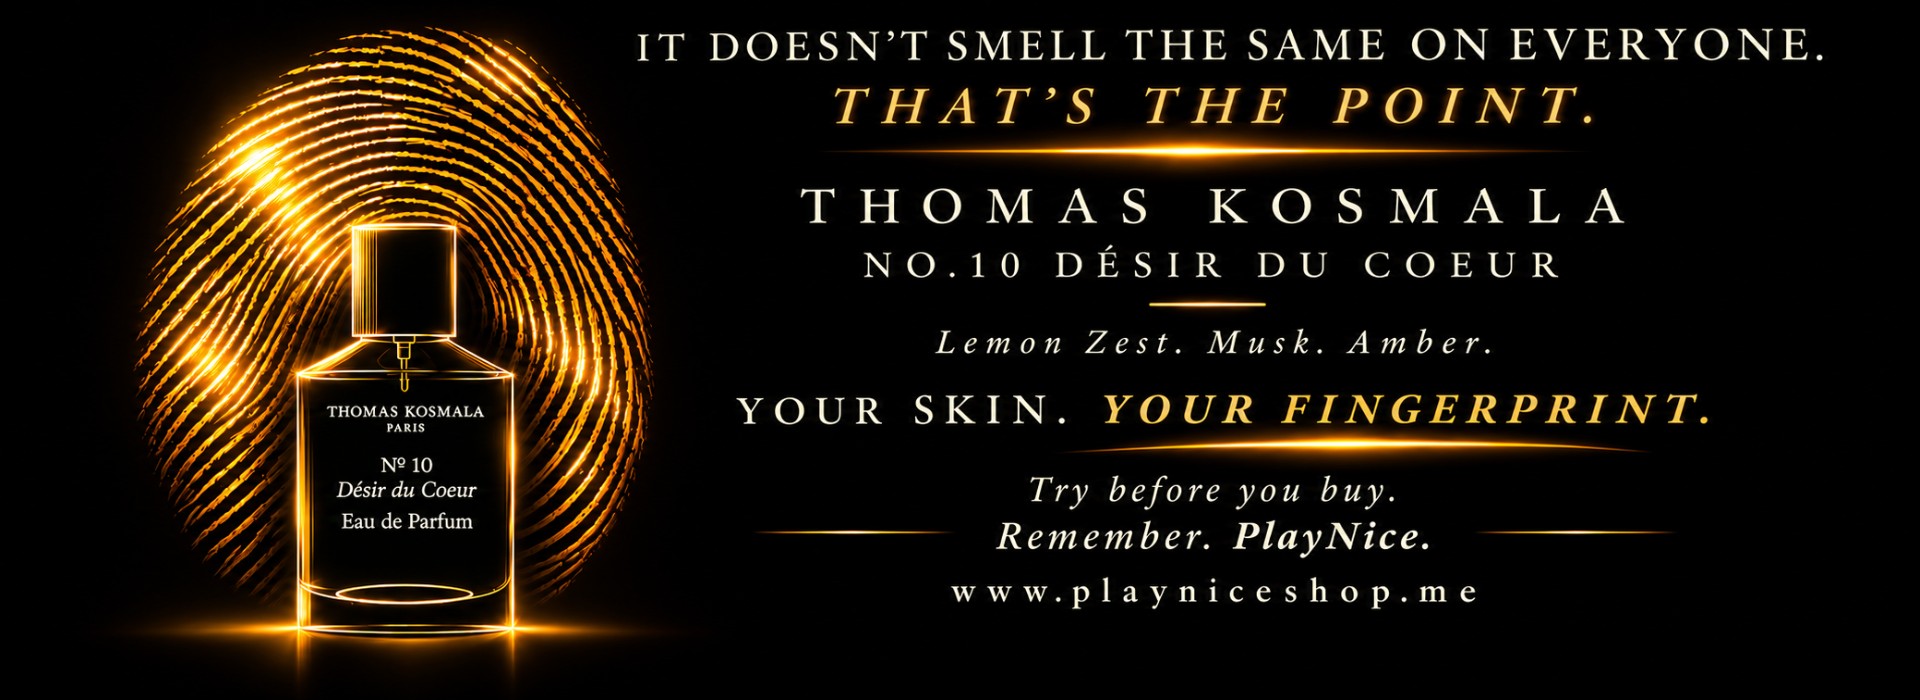 IT DOESN'T SMELL THE SAME ON EVERYONE.
THAT'S THE POINT.
THOMAS KOSMALA
NO.10 DÉSIR DU COEUR
Lemon Zest. Musk. Amber.
YOUR SKIN. YOUR FINGERPRINT.
Try before you buy.
Remember. PlayNice.
www.playniceshop.me
THOMAS KOSMALA
PARIS
Nº 10
Désir du Coeur
Eau de Parfum